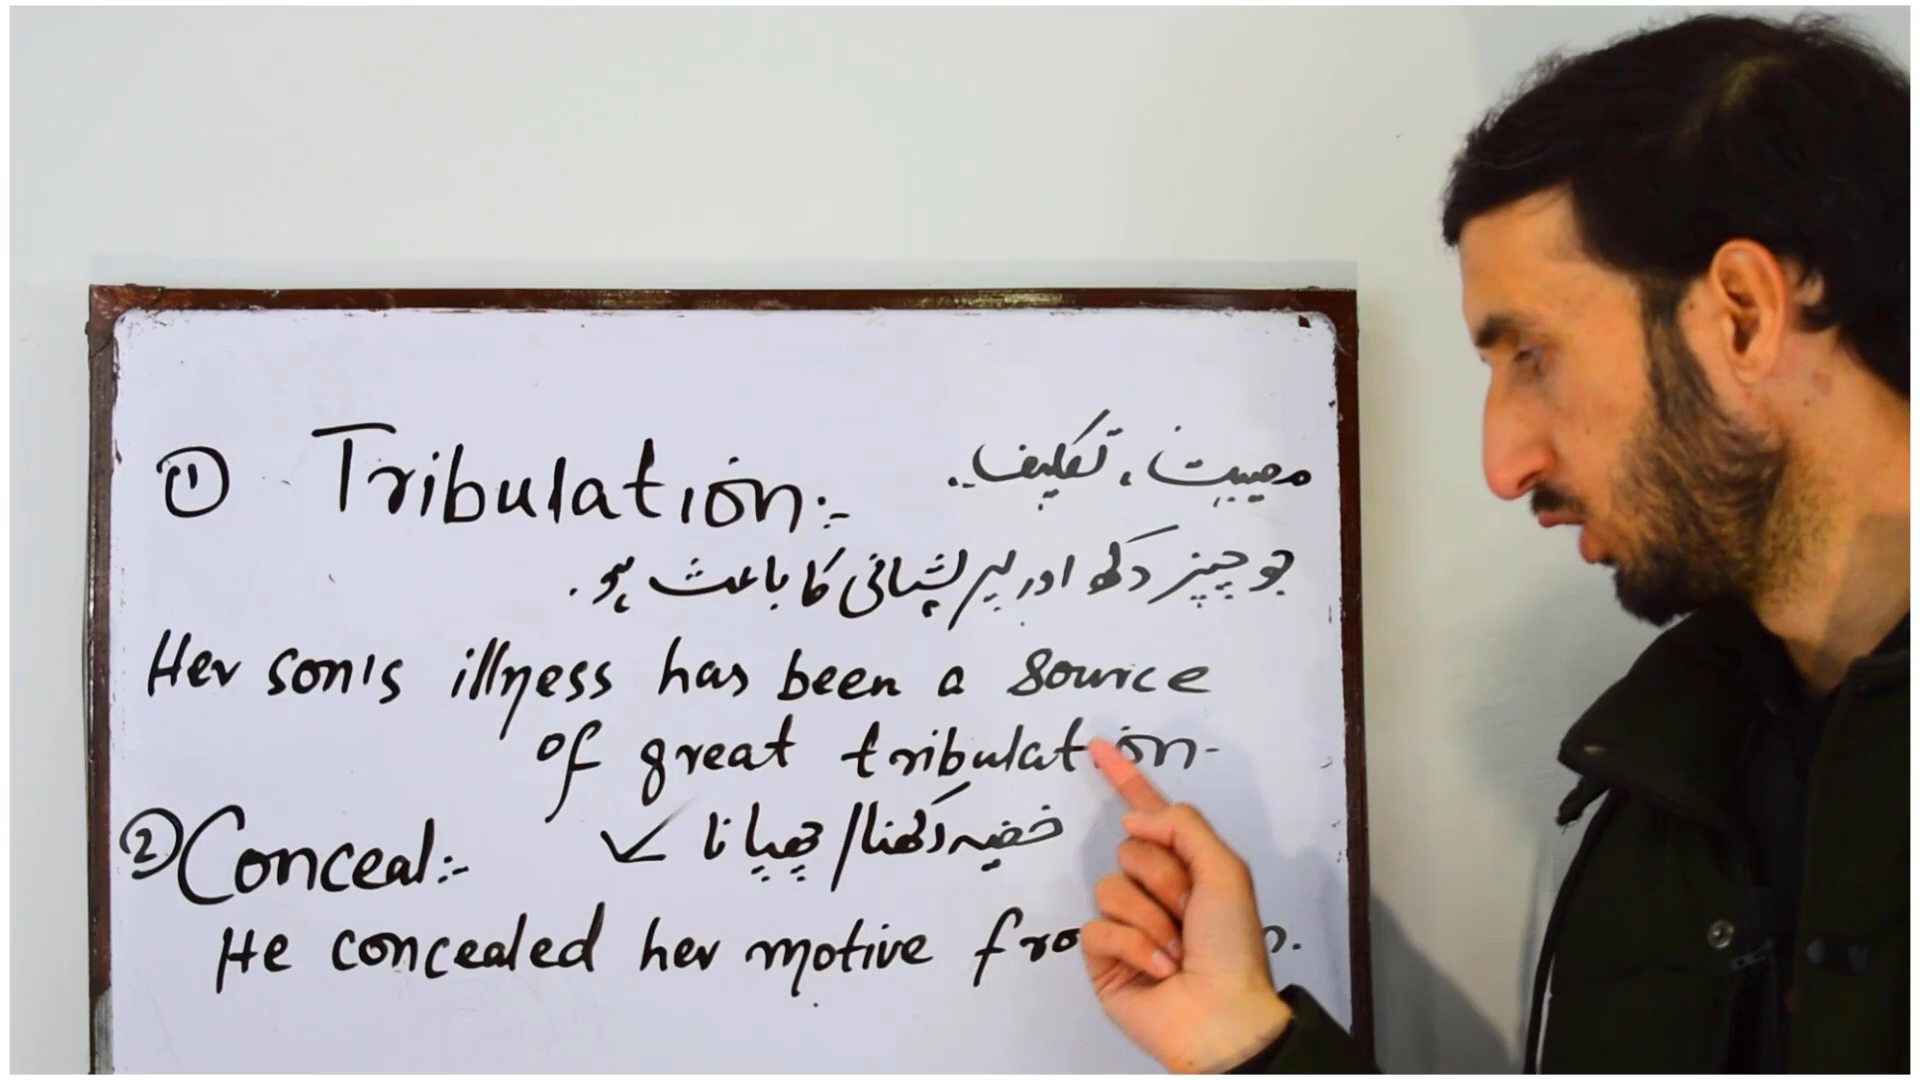 ① Tribulation:- مصیبت، تکلیف۔
جو چیز دکھ اور پریشانی کا باعث ہو۔
Her son's illness has been a source
of great tribulation-
② Conceal:- خفیہ رکھنا/چھپانا ✓
He concealed her motive